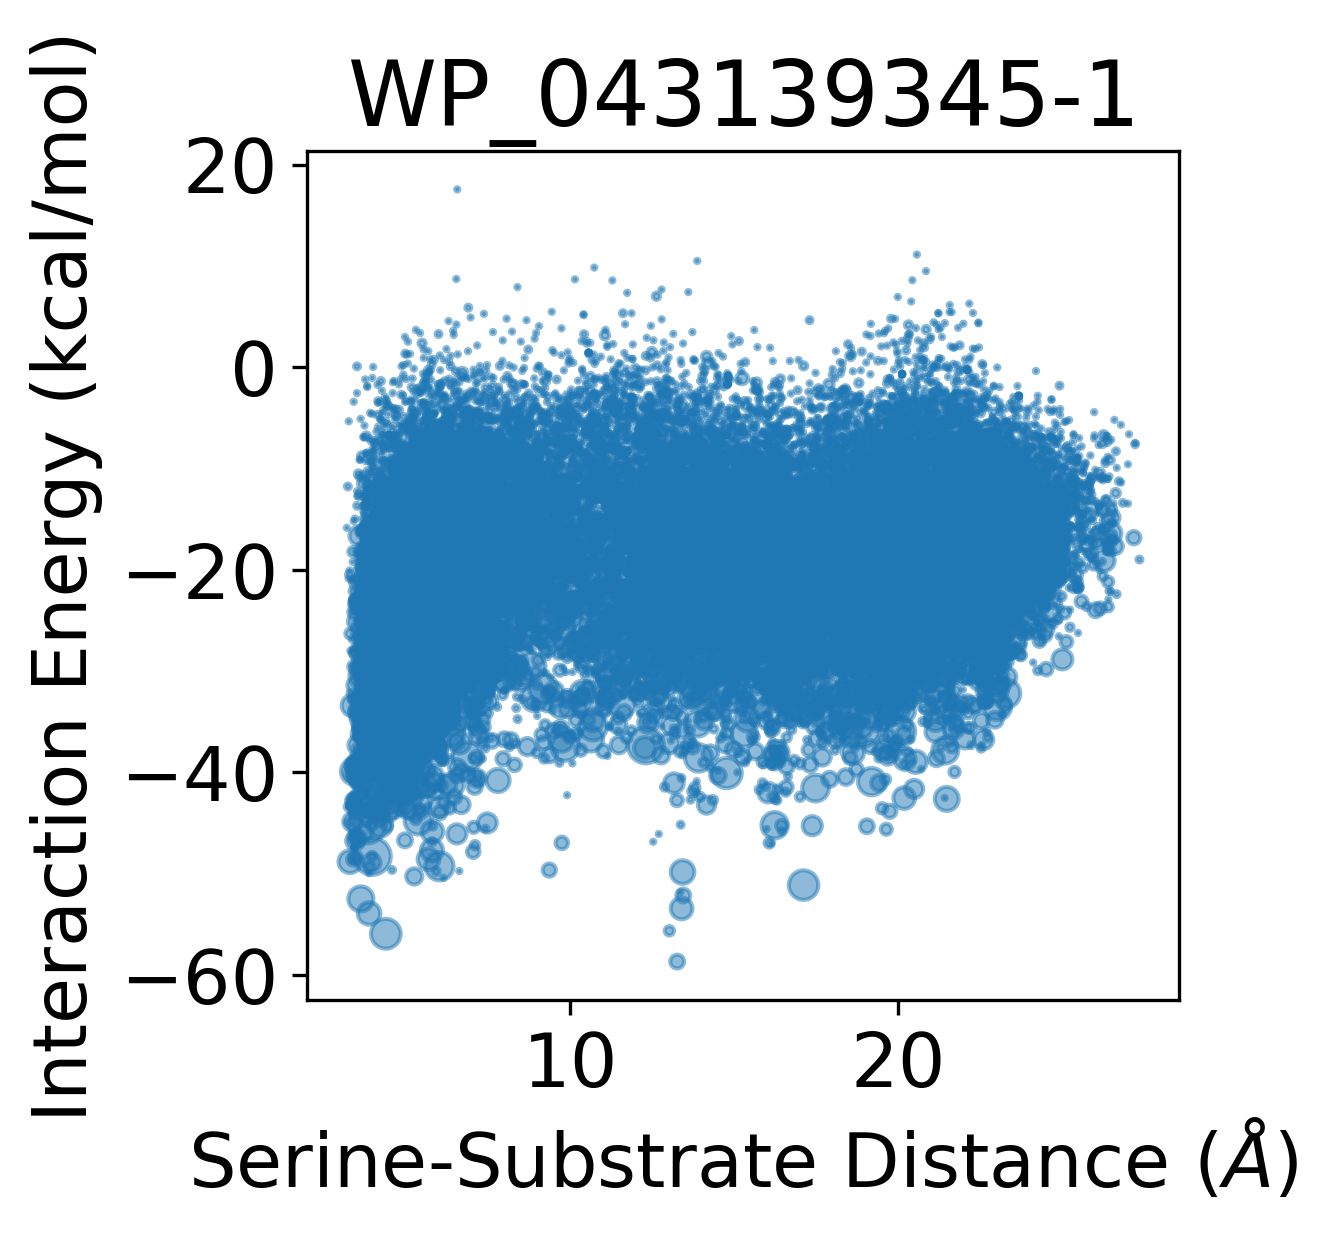 WP_043139345-1
Interaction Energy (kcal/mol)
20
0
−20
−40
−60
10 20
Serine-Substrate Distance (Å)